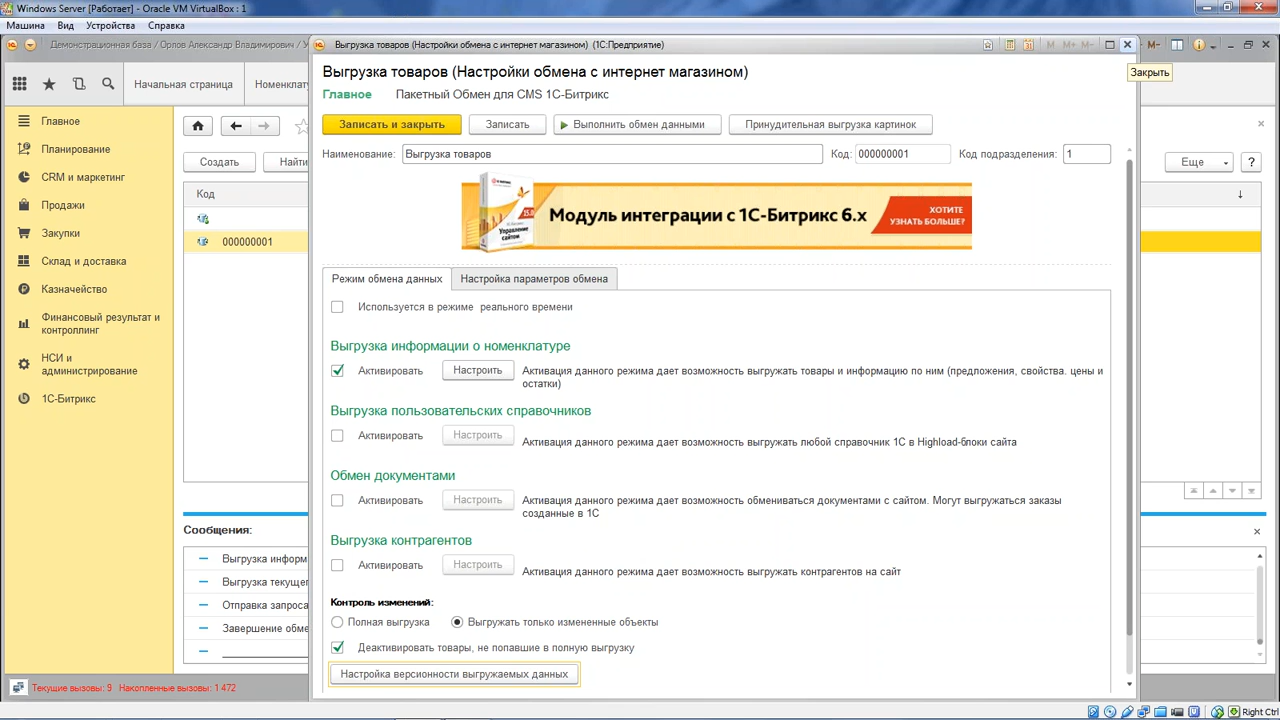 Windows Server [Работает] - Oracle VM VirtualBox : 1
Машина Вид Устройства Справка
Демонстрационная база / Орлов Александр Владимирович / У
Выгрузка товаров (Настройки обмена с интернет магазином) (1С:Предприятие)
M M+ M-
M-
Закрыть
Начальная страница
Номенклату
Выгрузка товаров (Настройки обмена с интернет магазином)
Главное Пакетный Обмен для CMS 1С-Битрикс
Записать и закрыть Записать Выполнить обмен данными Принудительная выгрузка картинок
Наименование: Выгрузка товаров Код: 000000001 Код подразделения: 1
Модуль интеграции с 1С-Битрикс 6.x
ХОТИТЕ
УЗНАТЬ БОЛЬШЕ?
Управление
сайтом
15.0
Главное
Планирование
CRM и маркетинг
Продажи
Закупки
Склад и доставка
Казначейство
Финансовый результат и
контроллинг
НСИ и
администрирование
1С-Битрикс
Создать Найти
Еще ?
Код
000000001
Режим обмена данных Настройка параметров обмена
Используется в режиме реального времени
Выгрузка информации о номенклатуре
Активировать Настроить Активация данного режима дает возможность выгружать товары и информацию по ним (предложения, свойства. цены и
остатки)
Выгрузка пользовательских справочников
Активировать Настроить Активация данного режима дает возможность выгружать любой справочник 1С в Highload-блоки сайта
Обмен документами
Активировать Настроить Активация данного режима дает возможность обмениваться документами с сайтом. Могут выгружаться заказы
созданные в 1С
Выгрузка контрагентов
Активировать Настроить Активация данного режима дает возможность выгружать контрагентов на сайт
Контроль изменений:
Полная выгрузка Выгружать только измененные объекты
Деактивировать товары, не попавшие в полную выгрузку
Настройка версионности выгружаемых данных
Сообщения:
Выгрузка информ
Выгрузка текущег
Отправка запроса
Завершение обме
Текущие вызовы: 9 Накопленные вызовы: 1 472
Right Ctrl